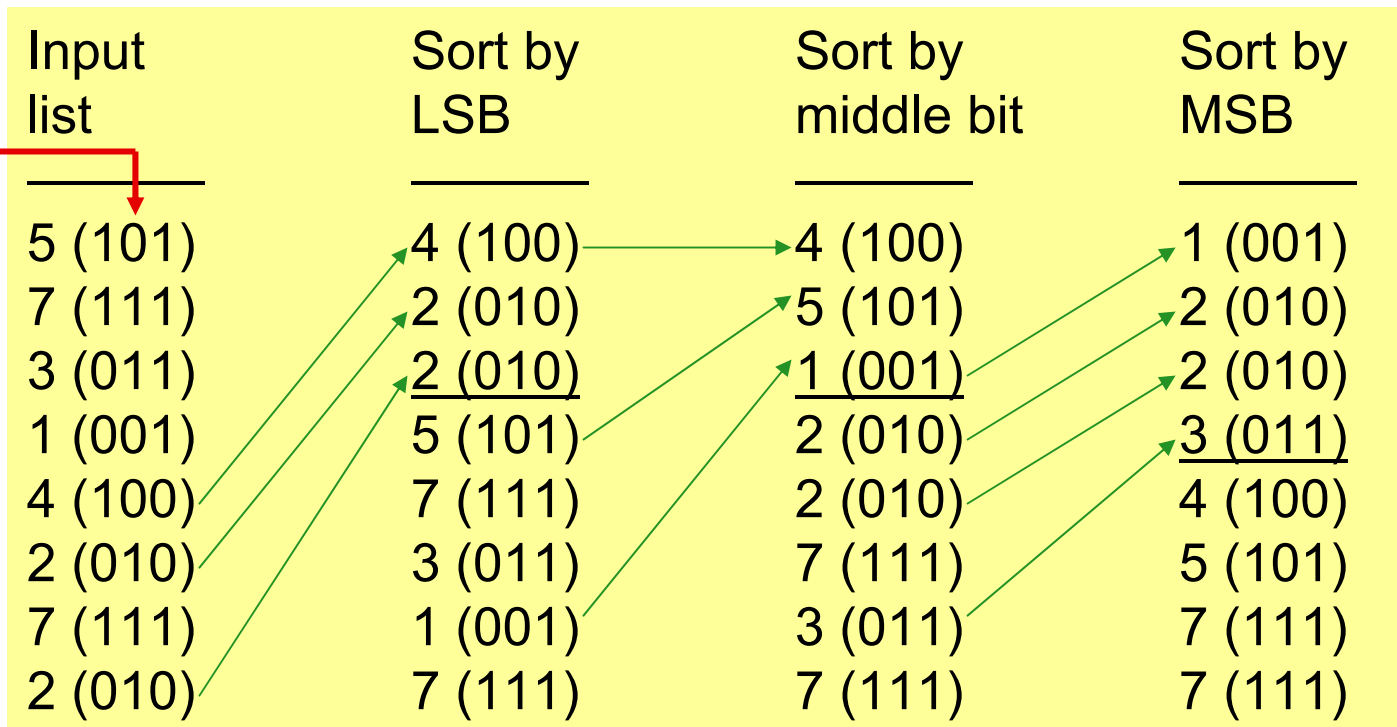 Input Sort by Sort by Sort by
list LSB middle bit MSB
5 (101) 4 (100) 4 (100) 1 (001)
7 (111) 2 (010) 5 (101) 2 (010)
3 (011) 2 (010) 1 (001) 2 (010)
1 (001) 5 (101) 2 (010) 3 (011)
4 (100) 7 (111) 2 (010) 4 (100)
2 (010) 3 (011) 7 (111) 5 (101)
7 (111) 1 (001) 3 (011) 7 (111)
2 (010) 7 (111) 7 (111) 7 (111)